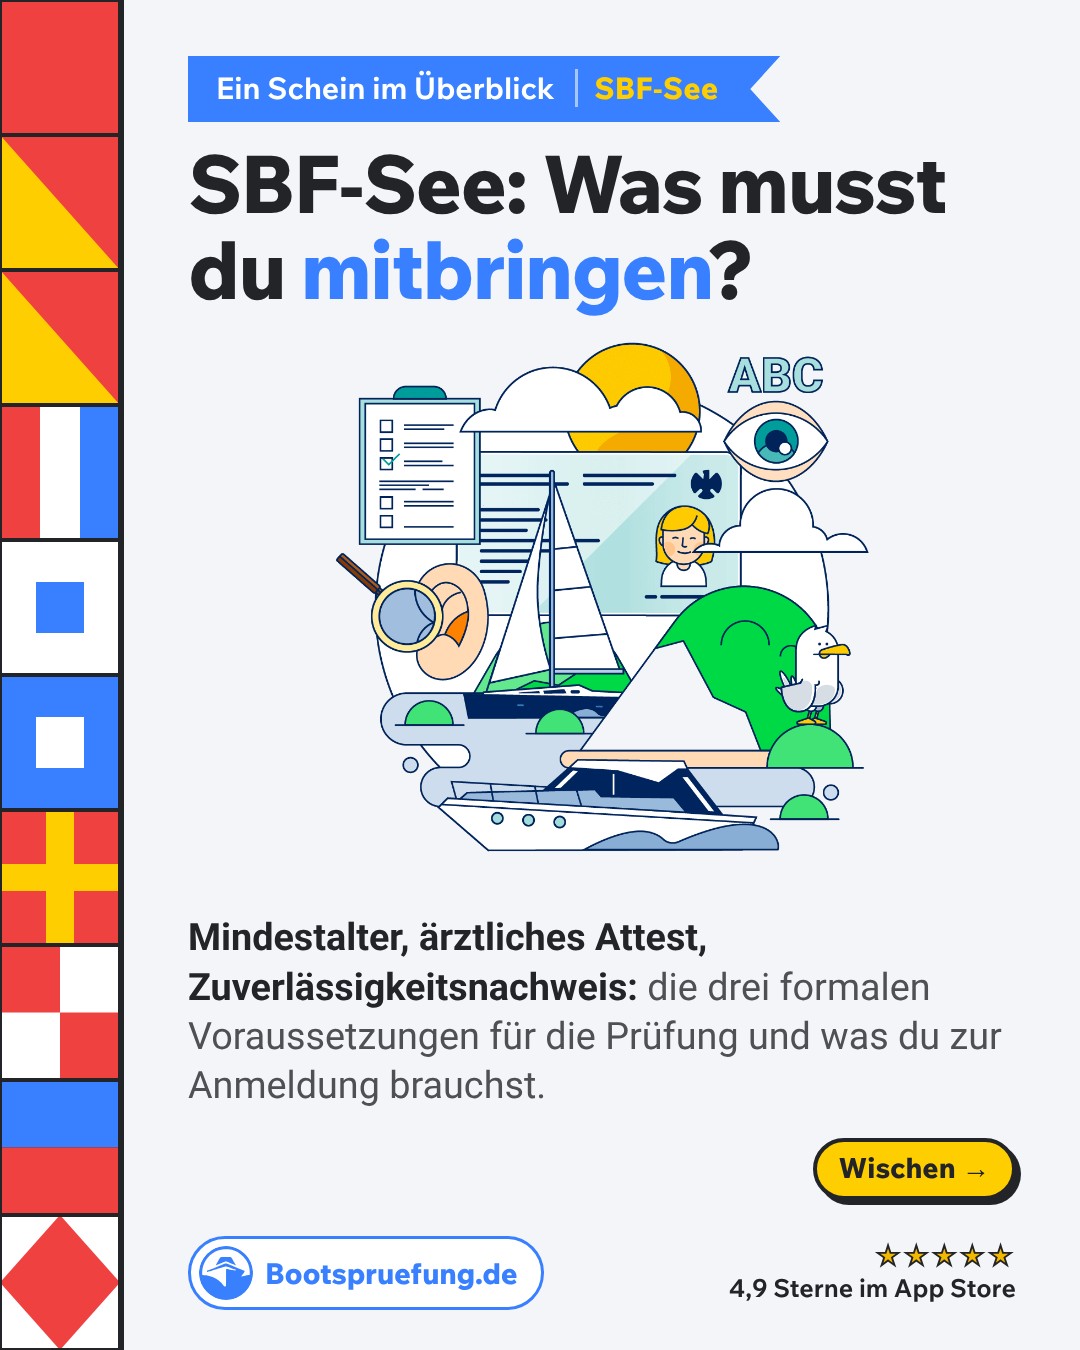 Ein Schein im Überblick | SBF-See
SBF-See: Was musst
du mitbringen?
ABC
Mindestalter, ärztliches Attest,
Zuverlässigkeitsnachweis: die drei formalen
Voraussetzungen für die Prüfung und was du zur
Anmeldung brauchst.
Wischen →
Bootspruefung.de
★★★★★
4,9 Sterne im App Store